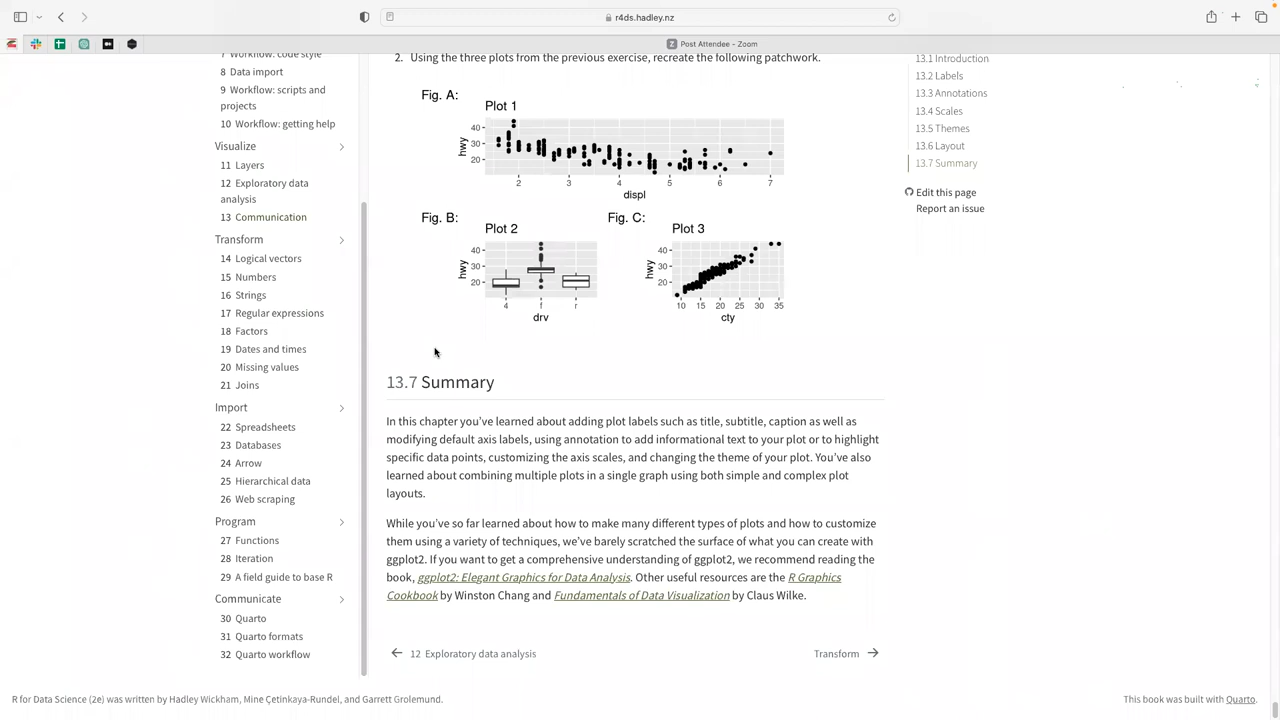 r4ds.hadley.nz
Post Attendee - Zoom
7 Workflow: code style
8 Data import
9 Workflow: scripts and
projects
10 Workflow: getting help
Visualize
11 Layers
12 Exploratory data
analysis
13 Communication
Transform
14 Logical vectors
15 Numbers
16 Strings
17 Regular expressions
18 Factors
19 Dates and times
20 Missing values
21 Joins
Import
22 Spreadsheets
23 Databases
24 Arrow
25 Hierarchical data
26 Web scraping
Program
27 Functions
28 Iteration
29 A field guide to base R
Communicate
30 Quarto
31 Quarto formats
32 Quarto workflow
2. Using the three plots from the previous exercise, recreate the following patchwork.
Fig. A:
Plot 1
hwy
40
30
20
2 3 4 5 6 7
displ
Fig. B:
Plot 2
hwy
40
30
20
4 f r
drv
Fig. C:
Plot 3
hwy
40
30
20
10 15 20 25 30 35
cty
13.7 Summary
In this chapter you've learned about adding plot labels such as title, subtitle, caption as well as
modifying default axis labels, using annotation to add informational text to your plot or to highlight
specific data points, customizing the axis scales, and changing the theme of your plot. You've also
learned about combining multiple plots in a single graph using both simple and complex plot
layouts.
While you've so far learned about how to make many different types of plots and how to customize
them using a variety of techniques, we've barely scratched the surface of what you can create with
ggplot2. If you want to get a comprehensive understanding of ggplot2, we recommend reading the
book, ggplot2: Elegant Graphics for Data Analysis. Other useful resources are the R Graphics
Cookbook by Winston Chang and Fundamentals of Data Visualization by Claus Wilke.
12 Exploratory data analysis
Transform
13.1 Introduction
13.2 Labels
13.3 Annotations
13.4 Scales
13.5 Themes
13.6 Layout
13.7 Summary
Edit this page
Report an issue
R for Data Science (2e) was written by Hadley Wickham, Mine Çetinkaya-Rundel, and Garrett Grolemund.
This book was built with Quarto.